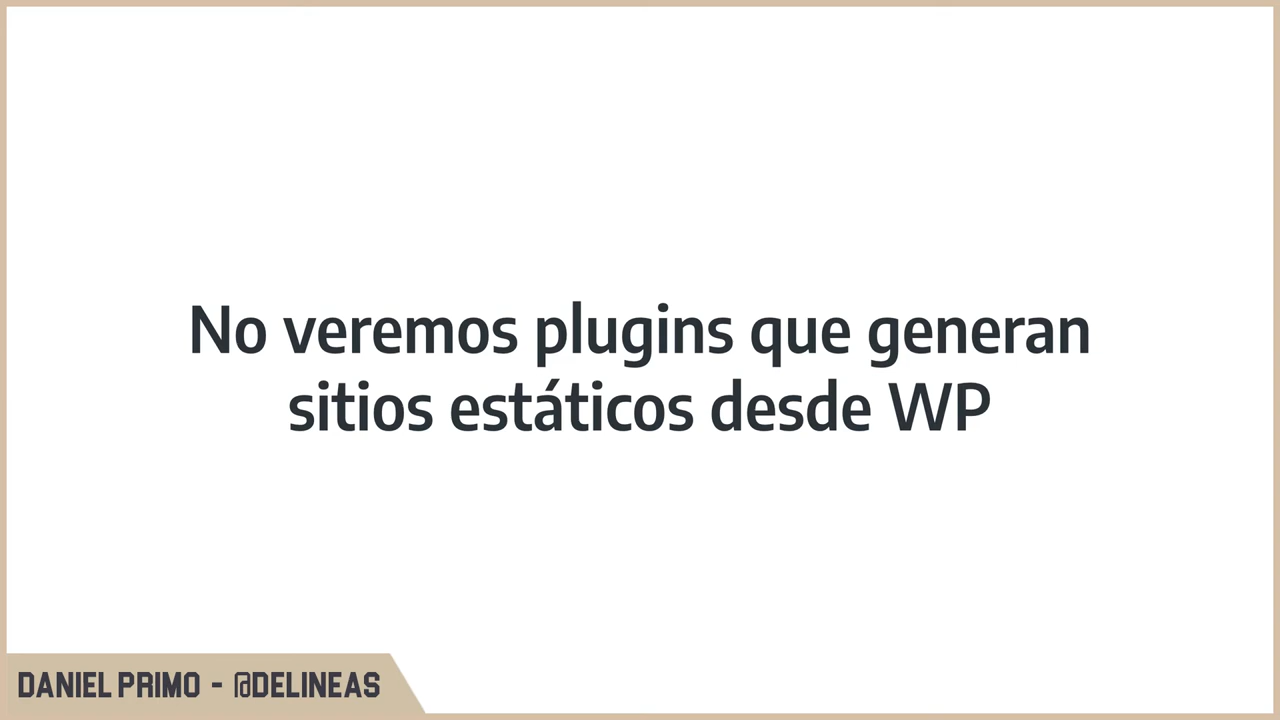 No veremos plugins que generan
sitios estáticos desde WP
DANIEL PRIMO - @DELINEAS